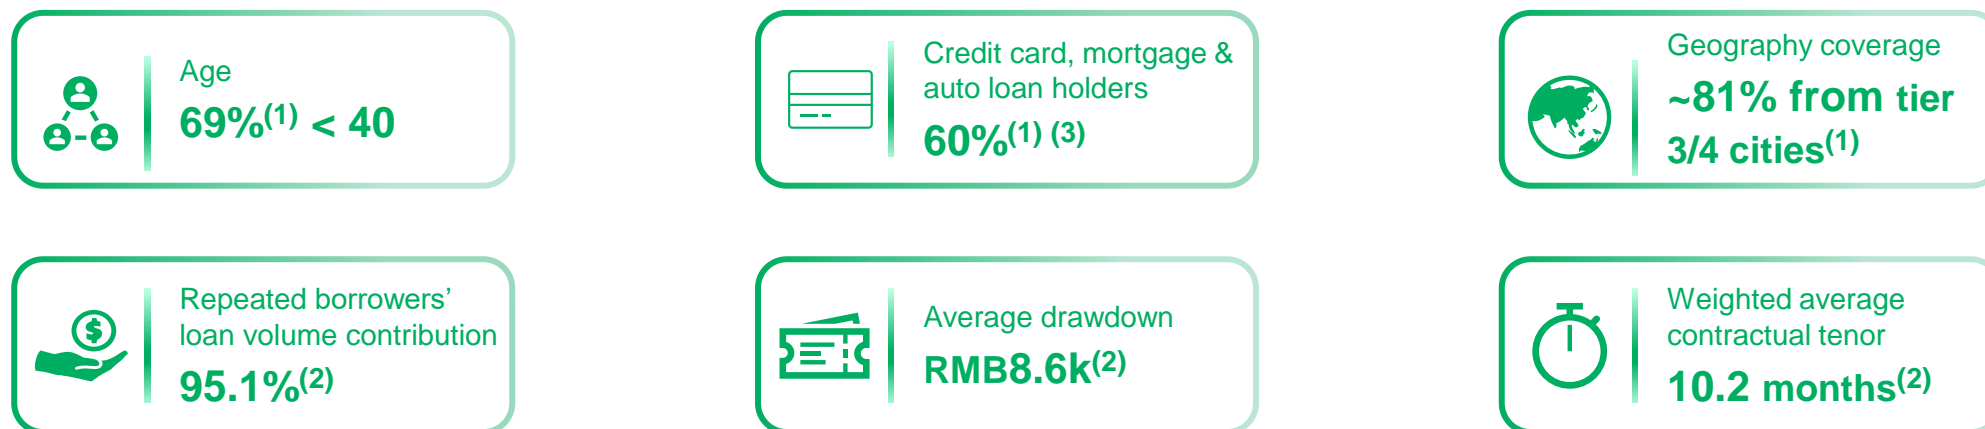 Age
69%(1) < 40
Credit card, mortgage &
auto loan holders
60%(1) (3)
Geography coverage
~81% from tier
3/4 cities(1)
Repeated borrowers’
loan volume contribution
95.1%(2)
Average drawdown
RMB8.6k(2)
Weighted average
contractual tenor
10.2 months(2)